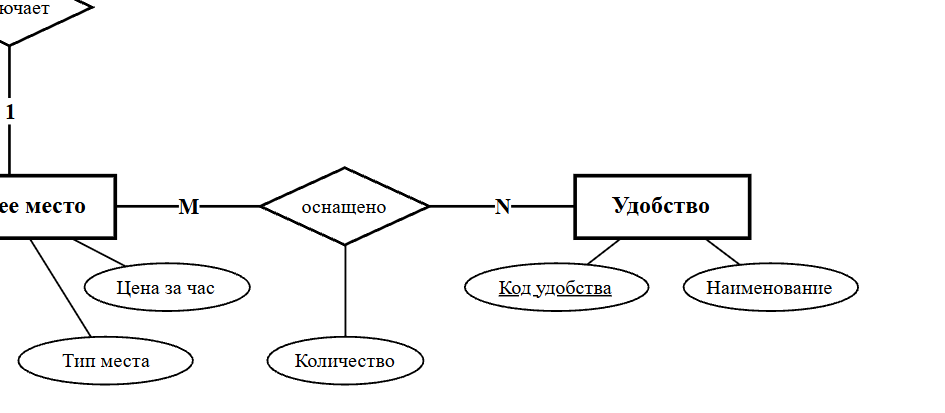 ючает
1
ее место
M
оснащено
N
Удобство
Цена за час
Код удобства
Наименование
Тип места
Количество